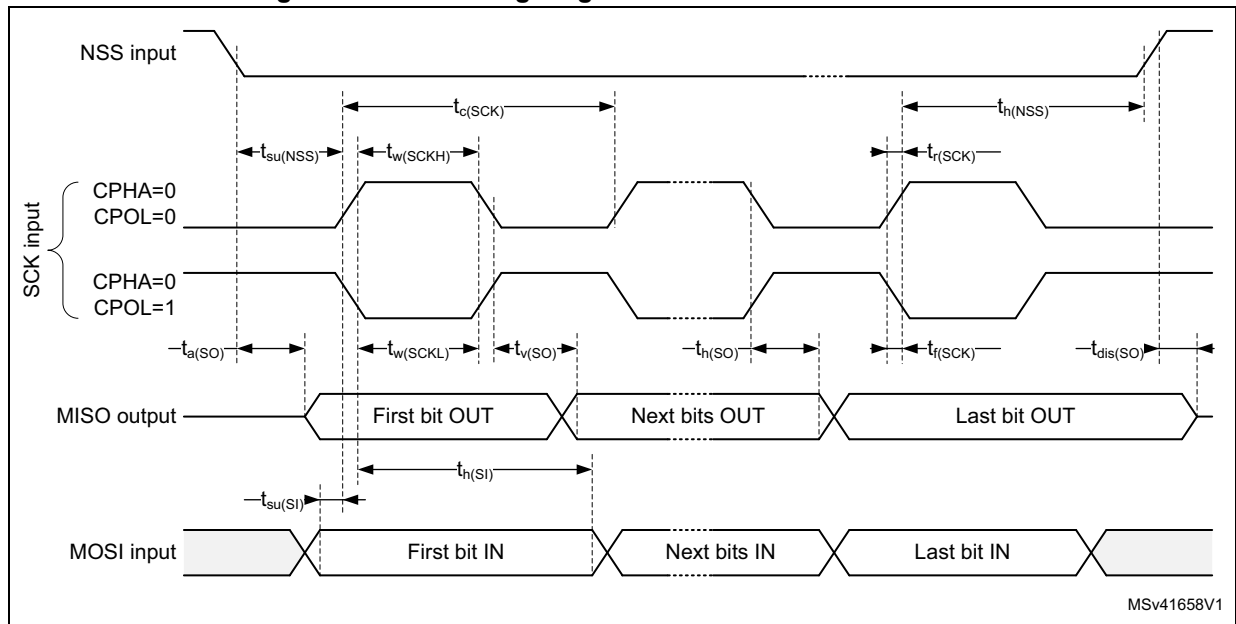 NSS input
tc(SCK)
th(NSS)
tsu(NSS)
tw(SCKH)
tr(SCK)
SCK input
CPHA=0
CPOL=0
CPHA=0
CPOL=1
ta(SO)
tw(SCKL)
tv(SO)
th(SO)
tf(SCK)
tdis(SO)
MISO output
First bit OUT
Next bits OUT
Last bit OUT
th(SI)
tsu(SI)
MOSI input
First bit IN
Next bits IN
Last bit IN
MSv41658V1